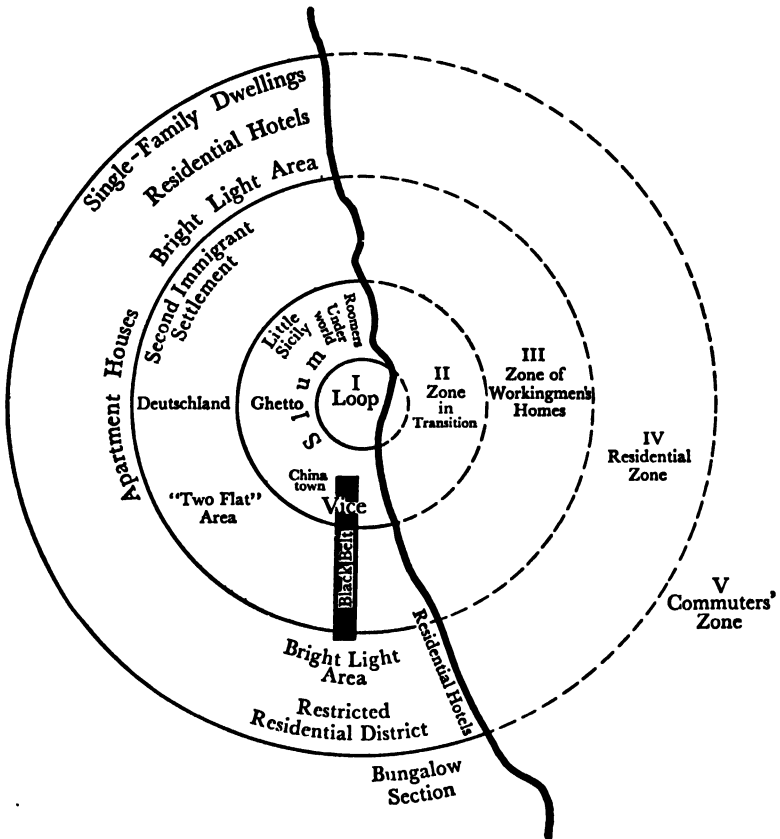 Single-Family Dwellings
Residential Hotels
Bright Light Area
Second Immigrant
Settlement
Apartment Houses
Little
Sicily
Under
world
Roomers
Slum
Deutschland
Ghetto
I
Loop
II
Zone
in
Transition
III
Zone of
Workingmen's
Homes
IV
Residential
Zone
V
Commuters'
Zone
"Two Flat"
Area
China
town
Vice
Black Belt
Bright Light
Area
Residential Hotels
Restricted
Residential District
Bungalow
Section